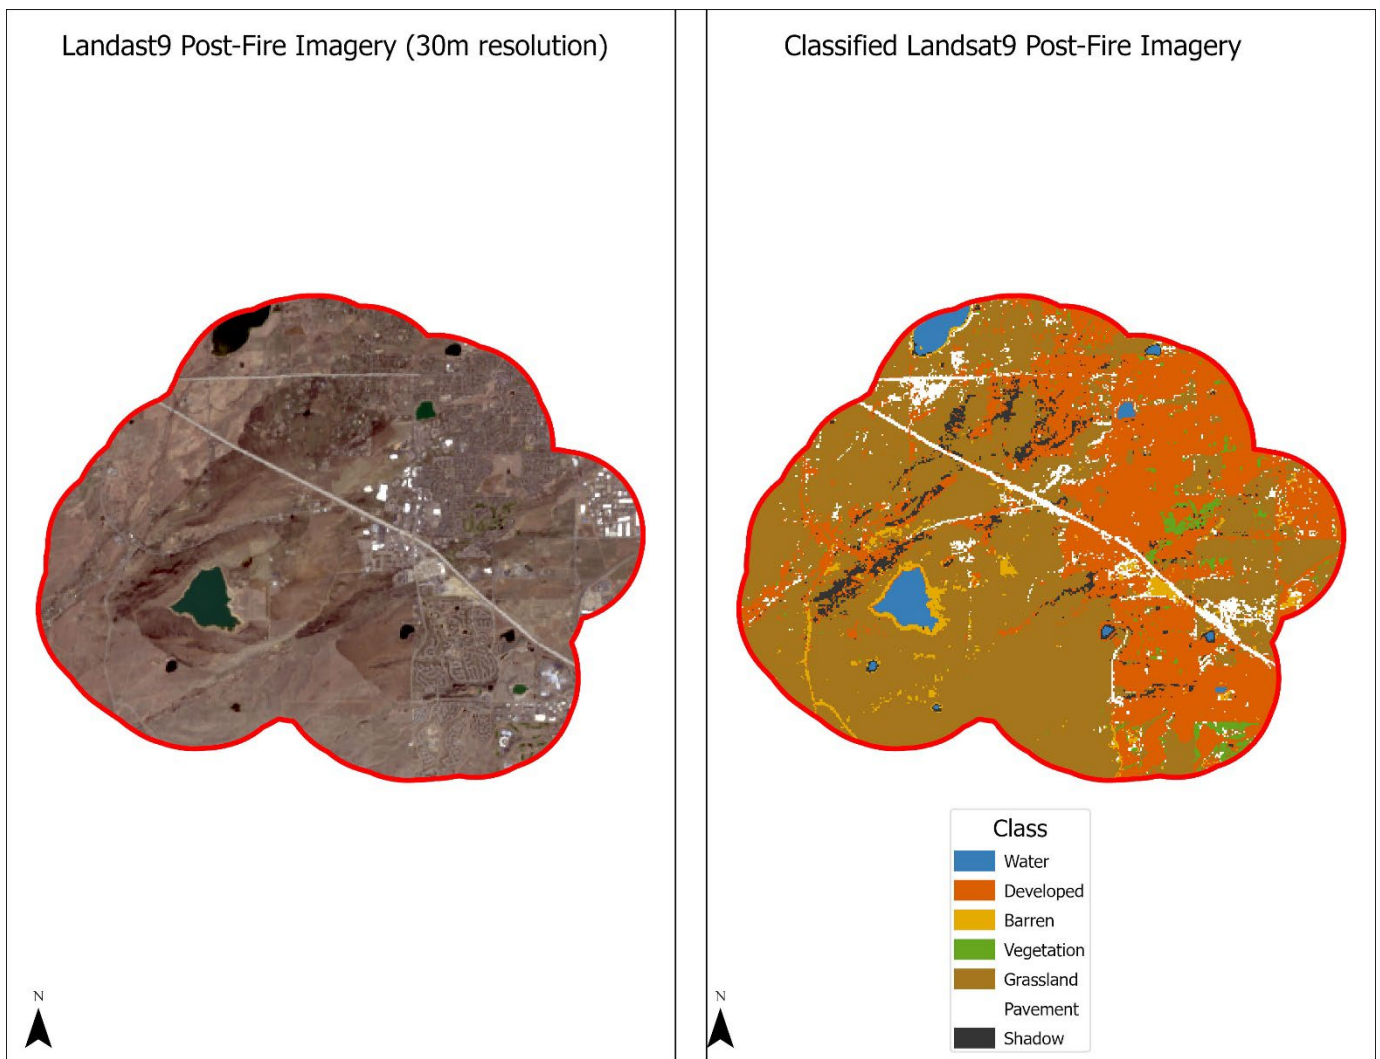 Landast9 Post-Fire Imagery (30m resolution)
Classified Landsat9 Post-Fire Imagery
Class
Water
Developed
Barren
Vegetation
Grassland
Pavement
Shadow
N
N